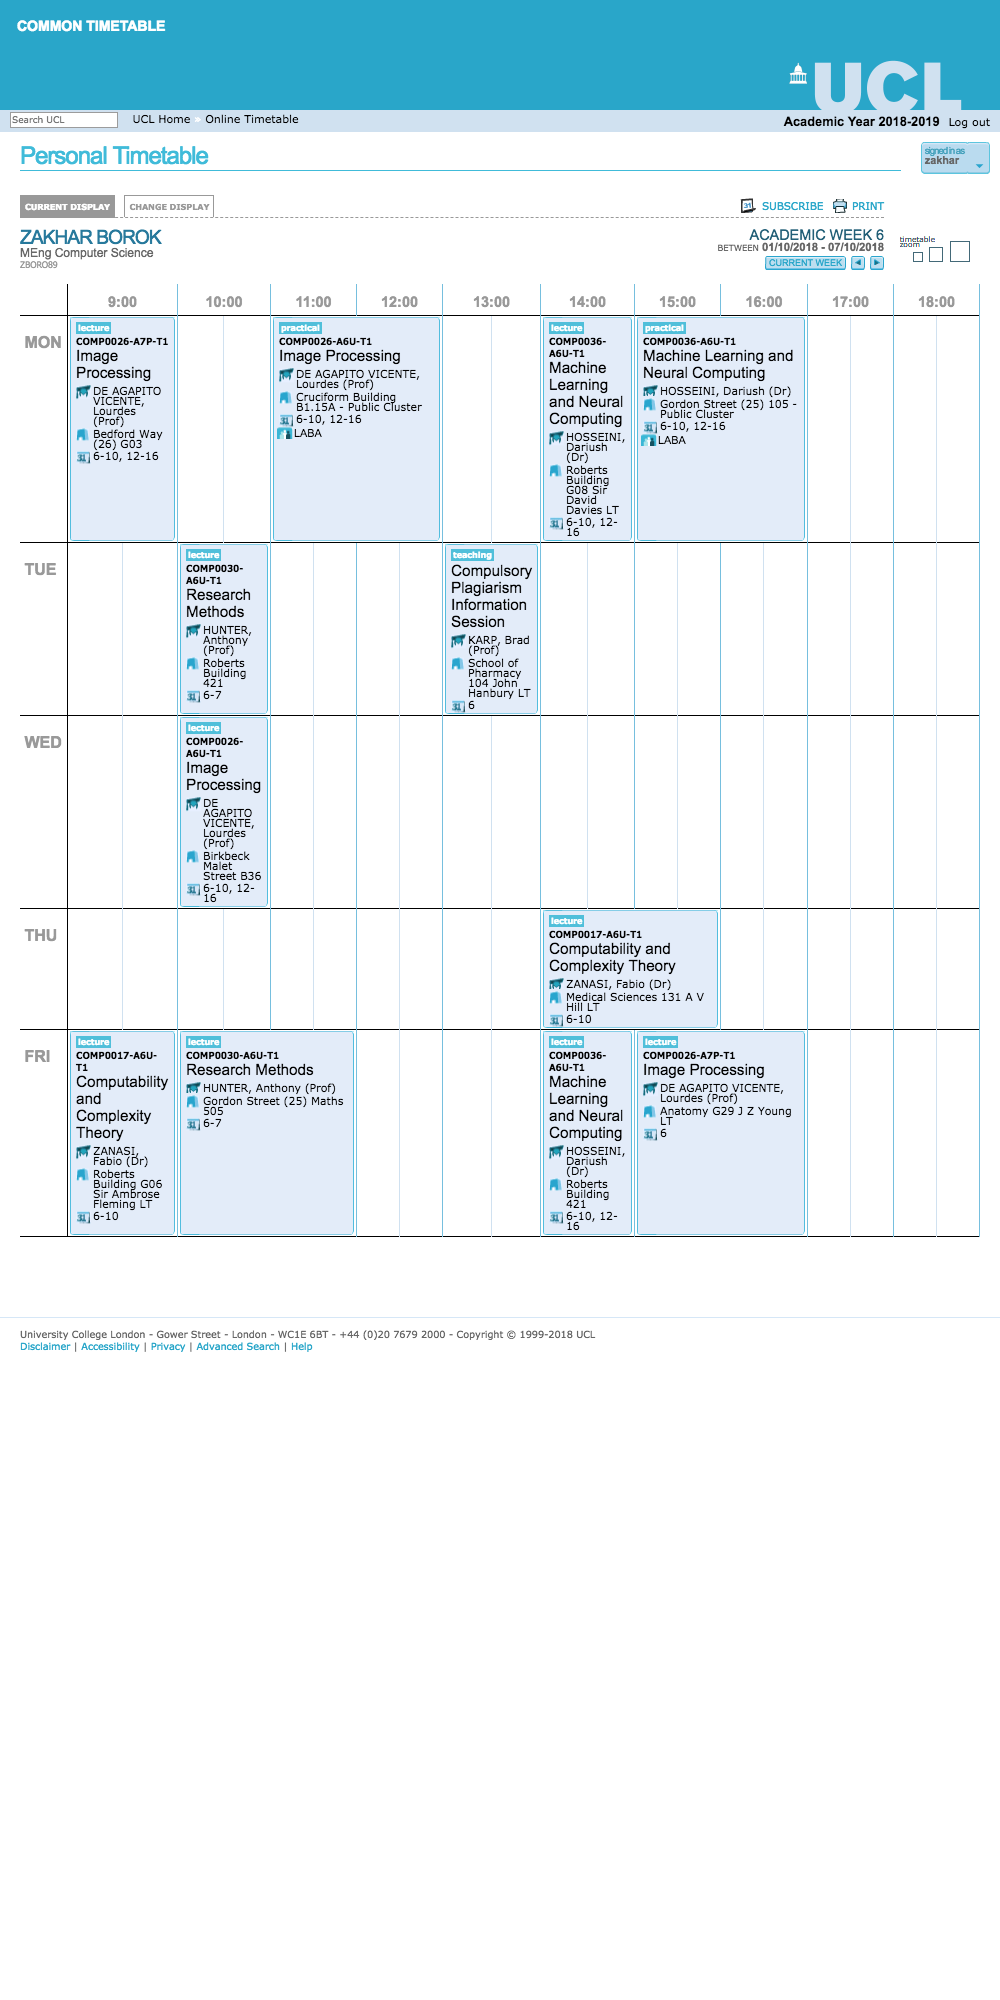 COMMON TIMETABLE
UCL
Search UCL
UCL Home » Online Timetable
Academic Year 2018-2019 Log out
Personal Timetable
signed in as
zakhar
CURRENT DISPLAY
CHANGE DISPLAY
31 SUBSCRIBE
PRINT
ZAKHAR BOROK
MEng Computer Science
ZBORO89
ACADEMIC WEEK 6
BETWEEN 01/10/2018 - 07/10/2018
CURRENT WEEK
timetable
zoom
9:00 10:00 11:00 12:00 13:00 14:00 15:00 16:00 17:00 18:00
MON
lecture
COMP0026-A7P-T1
Image
Processing
DE AGAPITO
VICENTE,
Lourdes
(Prof)
Bedford Way
(26) G03
31 6-10, 12-16
practical
COMP0026-A6U-T1
Image Processing
DE AGAPITO VICENTE,
Lourdes (Prof)
Cruciform Building
B1.15A - Public Cluster
31 6-10, 12-16
LABA
lecture
COMP0036-
A6U-T1
Machine
Learning
and Neural
Computing
HOSSEINI,
Dariush
(Dr)
Roberts
Building
G08 Sir
David
Davies LT
31 6-10, 12-
16
practical
COMP0036-A6U-T1
Machine Learning and
Neural Computing
HOSSEINI, Dariush (Dr)
Gordon Street (25) 105 -
Public Cluster
31 6-10, 12-16
LABA
TUE
lecture
COMP0030-
A6U-T1
Research
Methods
HUNTER,
Anthony
(Prof)
Roberts
Building
421
31 6-7
teaching
Compulsory
Plagiarism
Information
Session
KARP, Brad
(Prof)
School of
Pharmacy
104 John
Hanbury LT
31 6
WED
lecture
COMP0026-
A6U-T1
Image
Processing
DE
AGAPITO
VICENTE,
Lourdes
(Prof)
Birkbeck
Malet
Street B36
31 6-10, 12-
16
THU
lecture
COMP0017-A6U-T1
Computability and
Complexity Theory
ZANASI, Fabio (Dr)
Medical Sciences 131 A V
Hill LT
31 6-10
FRI
lecture
COMP0017-A6U-
T1
Computability
and
Complexity
Theory
ZANASI,
Fabio (Dr)
Roberts
Building G06
Sir Ambrose
Fleming LT
31 6-10
lecture
COMP0030-A6U-T1
Research Methods
HUNTER, Anthony (Prof)
Gordon Street (25) Maths
505
31 6-7
lecture
COMP0036-
A6U-T1
Machine
Learning
and Neural
Computing
HOSSEINI,
Dariush
(Dr)
Roberts
Building
421
31 6-10, 12-
16
lecture
COMP0026-A7P-T1
Image Processing
DE AGAPITO VICENTE,
Lourdes (Prof)
Anatomy G29 J Z Young
LT
31 6
University College London - Gower Street - London - WC1E 6BT - +44 (0)20 7679 2000 - Copyright © 1999-2018 UCL
Disclaimer | Accessibility | Privacy | Advanced Search | Help